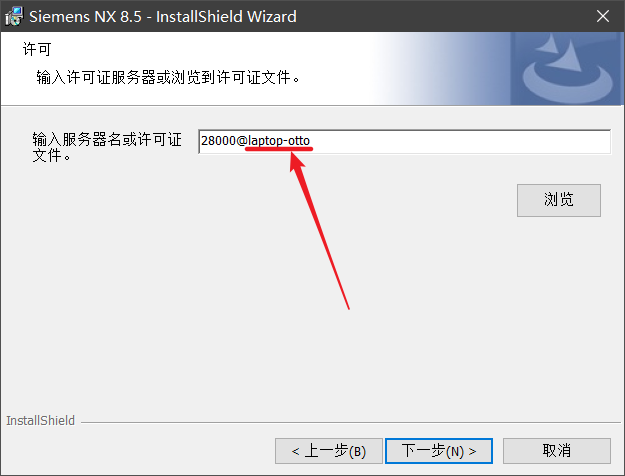 Siemens NX 8.5 - InstallShield Wizard
许可
输入许可证服务器或浏览到许可证文件。
输入服务器名或许可证
文件。
28000@laptop-otto
浏览
InstallShield
< 上一步(B)
下一步(N) >
取消